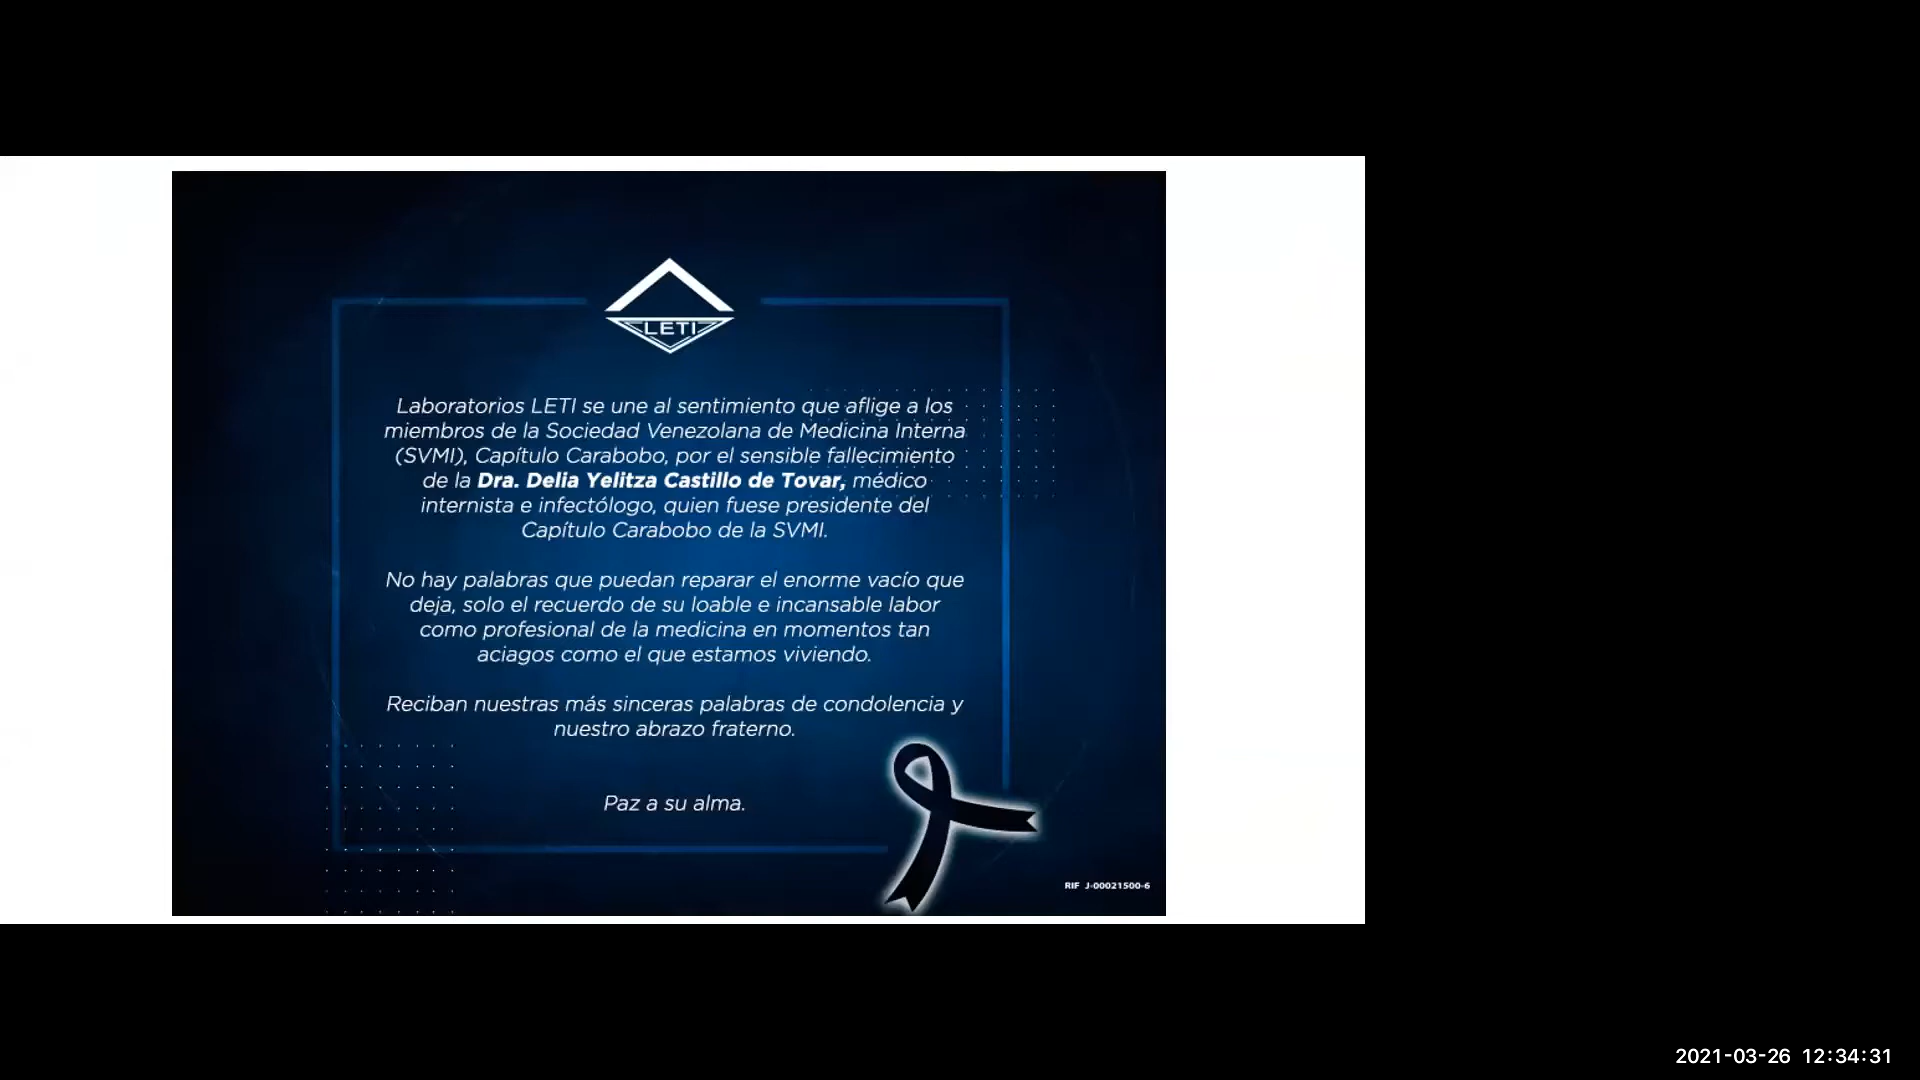 LETI
Laboratorios LETI se une al sentimiento que aflige a los
miembros de la Sociedad Venezolana de Medicina Interna
(SVMI), Capítulo Carabobo, por el sensible fallecimiento
de la Dra. Delia Yelitza Castillo de Tovar, médico
internista e infectólogo, quien fuese presidente del
Capítulo Carabobo de la SVMI.
No hay palabras que puedan reparar el enorme vacío que
deja, solo el recuerdo de su loable e incansable labor
como profesional de la medicina en momentos tan
aciagos como el que estamos viviendo.
Reciban nuestras más sinceras palabras de condolencia y
nuestro abrazo fraterno.
Paz a su alma.
RIF J-00021500-6
2021-03-26 12:34:31